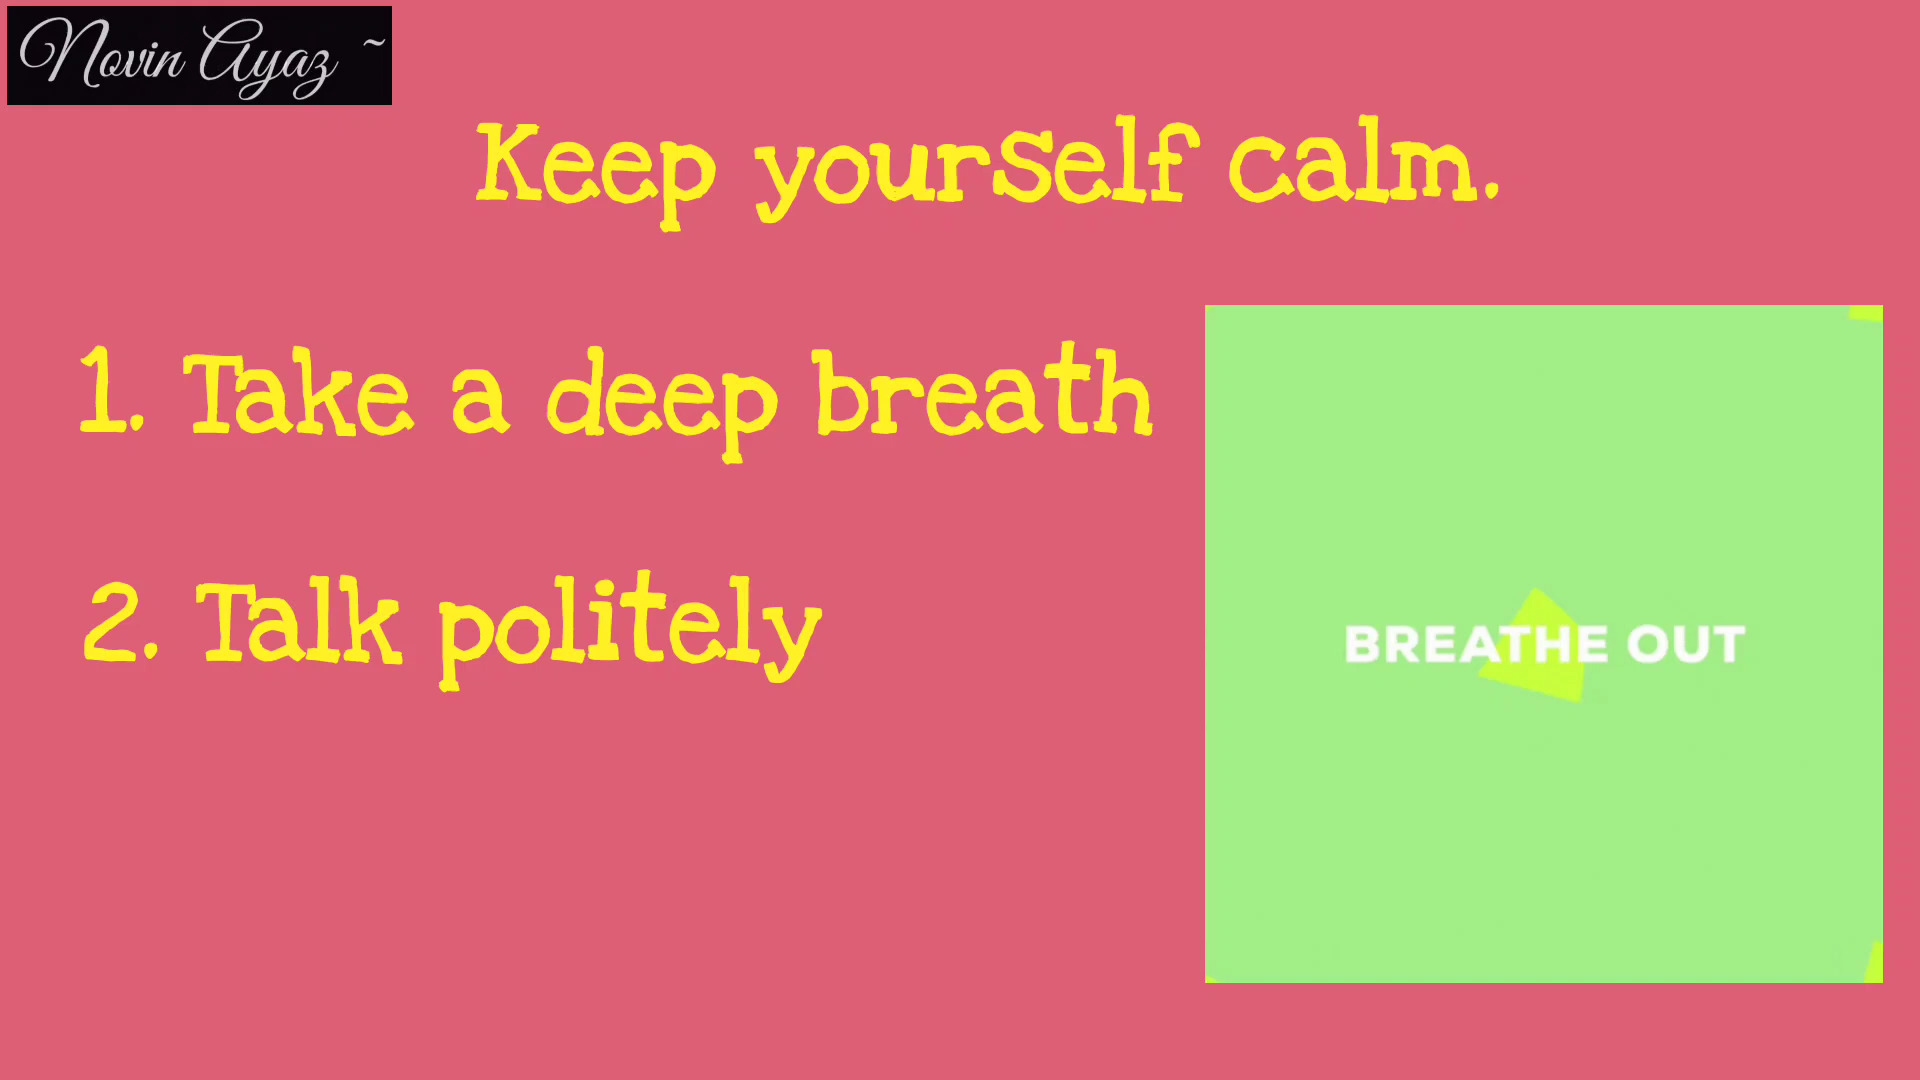 Novin Ayaz ~
Keep yourself calm.
1. Take a deep breath
2. Talk politely
BREATHE OUT